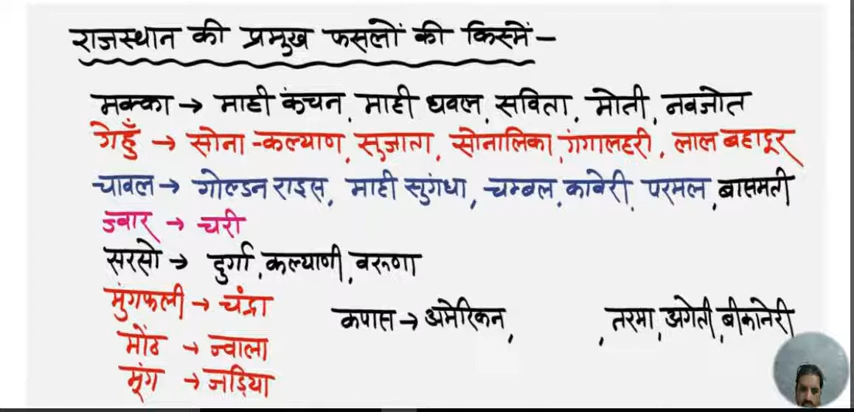 राजस्थान की प्रमुख फसलों की किस्में -
मक्का → माही कंचन, माही धवल, सविता, मोती, नवजोत
गेहुँ → सोना-कल्याण, सुजाता, सोनालिका, गंगालहरी, लाल बहादूर
चावल → गोल्डन राइस, माही सुगंधा, चम्बल, कावेरी, परमल, बासमती
ज्वार → चरी
सरसो → दुर्गा, कल्याणी, वरूणा
मुंगफली → चंद्रा
कपास → अमेरिकन, , नरमा, अगेती, बीकानेरी
मोंठ → ज्वाला
मूंग → जड़िया